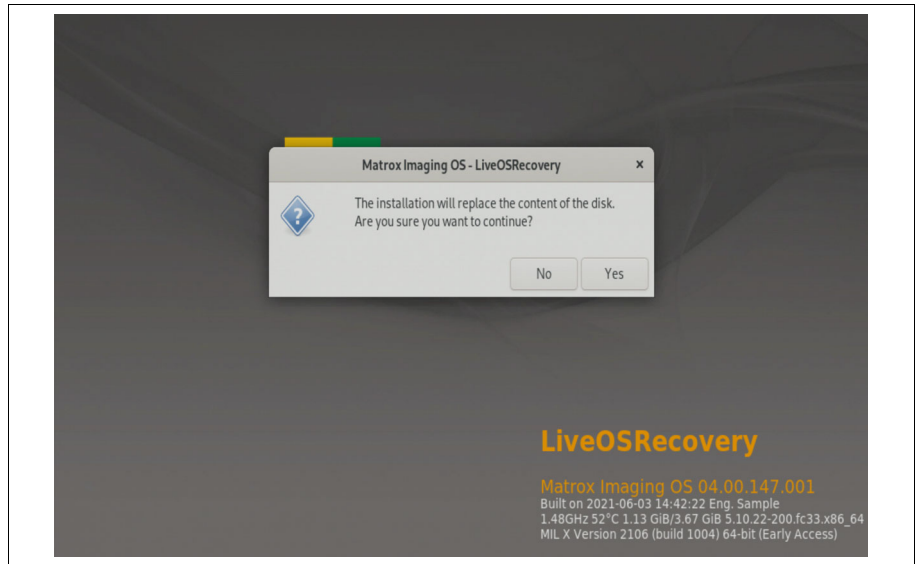 Matrox Imaging OS - LiveOSRecovery ×
The installation will replace the content of the disk.
Are you sure you want to continue?
No Yes
LiveOSRecovery
Matrox Imaging OS 04.00.147.001
Built on 2021-06-03 14:42:22 Eng. Sample
1.48GHz 52°C 1.13 GiB/3.67 GiB 5.10.22-200.fc33.x86_64
MIL X Version 2106 (build 1004) 64-bit (Early Access)